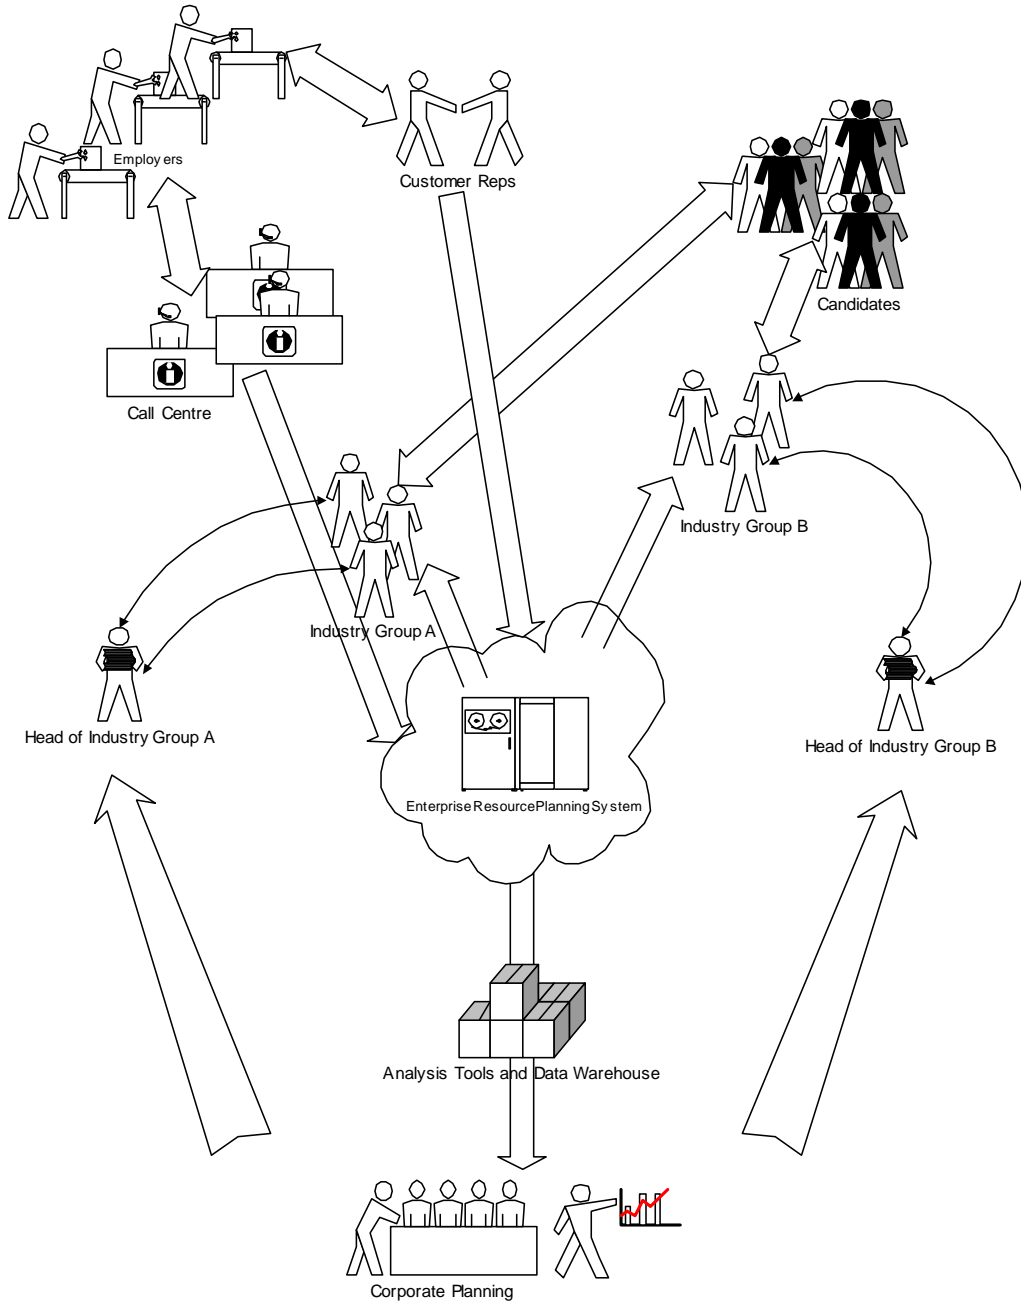 Employers
Customer Reps
Candidates
Call Centre
Industry Group B
Industry Group A
Head of Industry Group A
Head of Industry Group B
Enterprise Resource Planning System
Analysis Tools and Data Warehouse
Corporate Planning